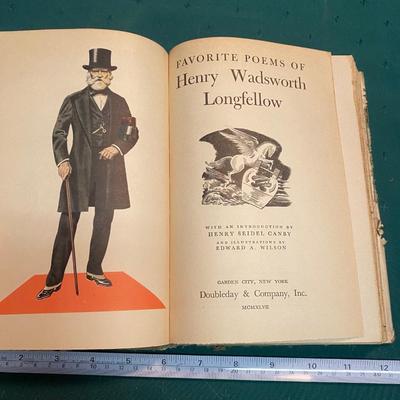 FAVORITE POEMS OF
Henry Wadsworth
Longfellow
WITH AN INTRODUCTION BY
HENRY SEIDEL CANBY
AND ILLUSTRATIONS BY
EDWARD A. WILSON
GARDEN CITY, NEW YORK
Doubleday & Company, Inc.
MCMXLVII
2 3 4 5 6 7 8 9 10 11 12